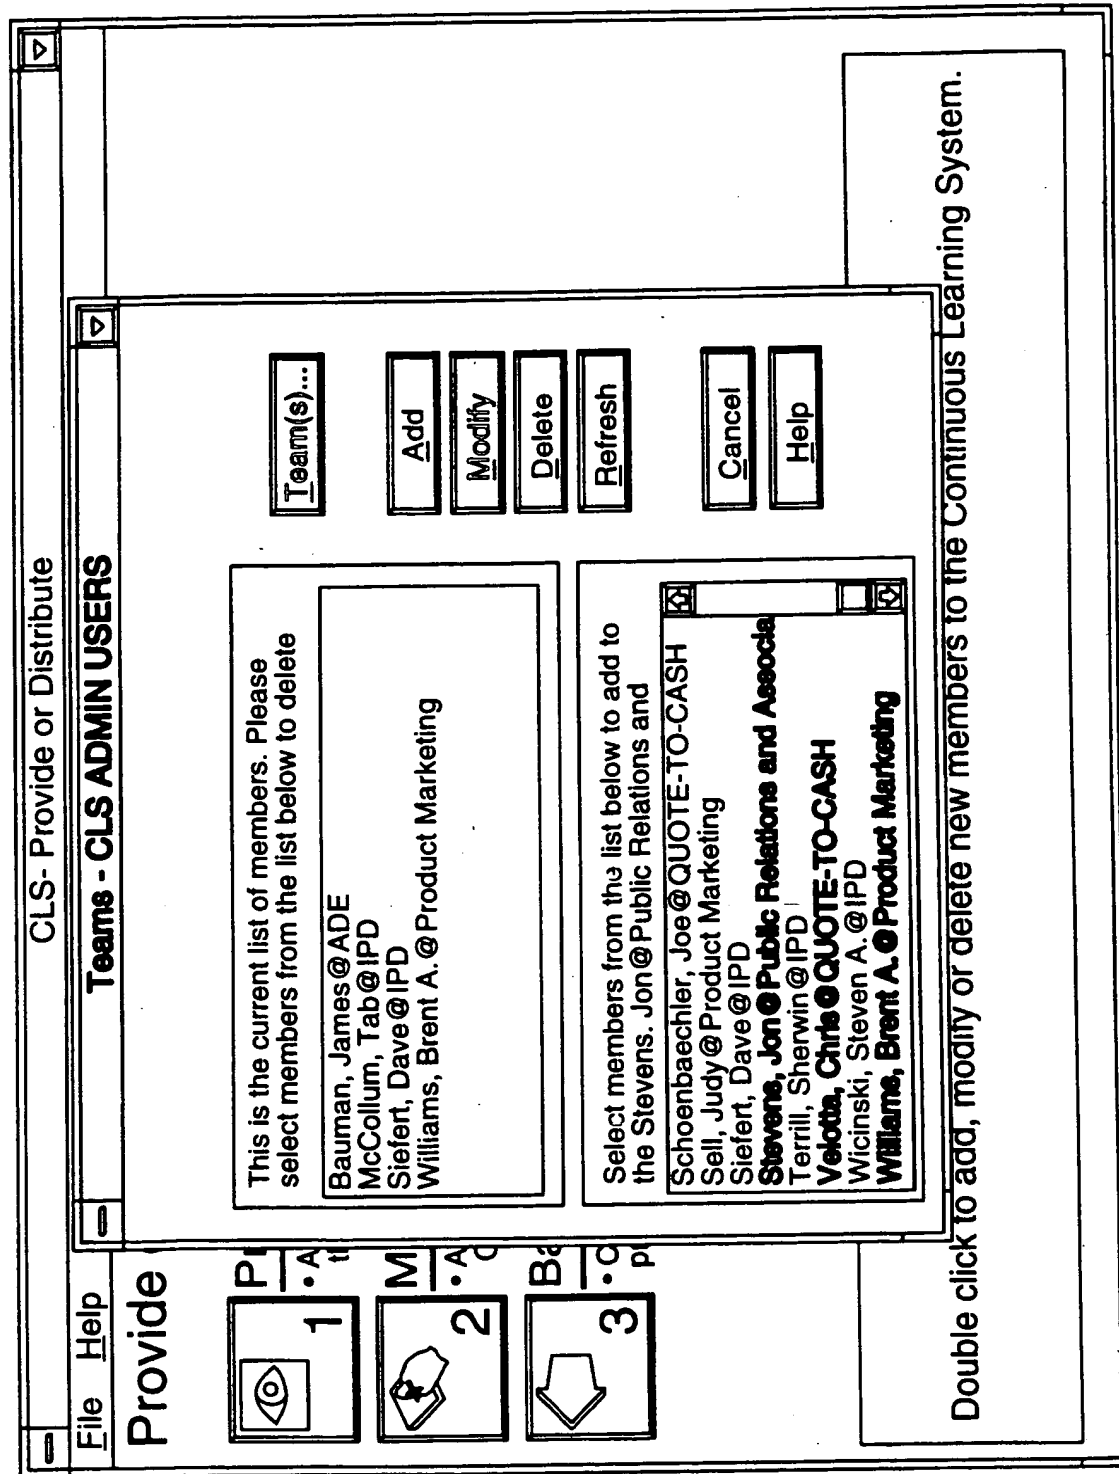 CLS- Provide or Distribute
Teams - CLS ADMIN USERS
File Help
Provide
1
2
3
This is the current list of members. Please
select members from the list below to delete
Bauman, James@ADE
McCollum, Tab@IPD
Siefert, Dave@IPD
Williams, Brent A.@Product Marketing
Select members from the list below to add to
the Stevens. Jon@Public Relations and
Schoenbaechler, Joe@QUOTE-TO-CASH
Sell, Judy@Product Marketing
Siefert, Dave@IPD
Stevens, Jon@Public Relations and Associa
Terrill, Sherwin@IPD
Velotta, Chris@QUOTE-TO-CASH
Wicinski, Steven A.@IPD
Williams, Brent A.@Product Marketing
Team(s)...
Add
Modify
Delete
Refresh
Cancel
Help
Double click to add, modify or delete new members to the Continuous Learning System.